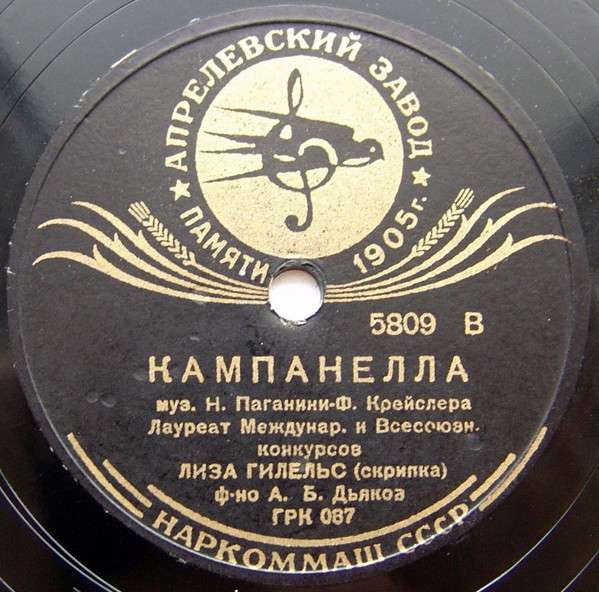 ★ АПРЕЛЕВСКИЙ ЗАВОД ★
ПАМЯТИ 1905 г.
5809 В
КАМПАНЕЛЛА
муз. Н. Паганини-Ф. Крейслера
Лауреат Междунар. и Всесоюзн.
конкурсов
ЛИЗА ГИЛЕЛЬС (скрипка)
ф-но А. Б. Дьяков
ГРК 087
НАРКОММАШ СССР